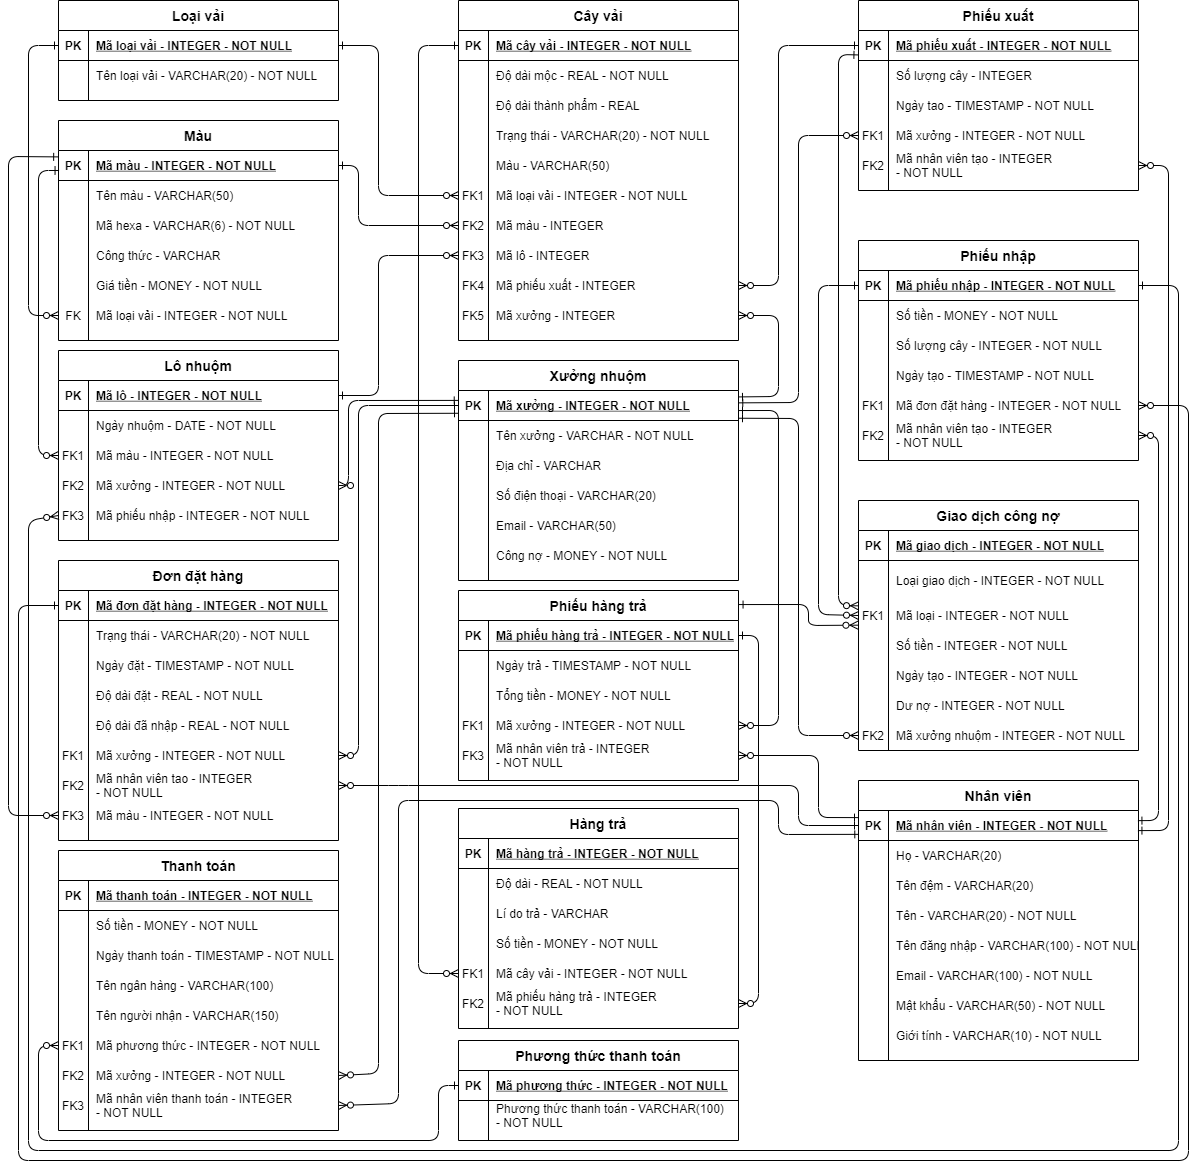 Loại vải
PK
Mã loại vải - INTEGER - NOT NULL
Tên loại vải - VARCHAR(20) - NOT NULL
Màu
PK
Mã màu - INTEGER - NOT NULL
Tên màu - VARCHAR(50)
Mã hexa - VARCHAR(6) - NOT NULL
Công thức - VARCHAR
Giá tiền - MONEY - NOT NULL
FK
Mã loại vải - INTEGER - NOT NULL
Lô nhuộm
PK
Mã lô - INTEGER - NOT NULL
Ngày nhuộm - DATE - NOT NULL
FK1
Mã màu - INTEGER - NOT NULL
FK2
Mã xưởng - INTEGER - NOT NULL
FK3
Mã phiếu nhập - INTEGER - NOT NULL
Đơn đặt hàng
PK
Mã đơn đặt hàng - INTEGER - NOT NULL
Trạng thái - VARCHAR(20) - NOT NULL
Ngày đặt - TIMESTAMP - NOT NULL
Độ dài đặt - REAL - NOT NULL
Độ dài đã nhập - REAL - NOT NULL
FK1
Mã xưởng - INTEGER - NOT NULL
FK2
Mã nhân viên tao - INTEGER
- NOT NULL
FK3
Mã màu - INTEGER - NOT NULL
Thanh toán
PK
Mã thanh toán - INTEGER - NOT NULL
Số tiền - MONEY - NOT NULL
Ngày thanh toán - TIMESTAMP - NOT NULL
Tên ngân hàng - VARCHAR(100)
Tên người nhận - VARCHAR(150)
FK1
Mã phương thức - INTEGER - NOT NULL
FK2
Mã xưởng - INTEGER - NOT NULL
FK3
Mã nhân viên thanh toán - INTEGER
- NOT NULL
Cây vải
PK
Mã cây vải - INTEGER - NOT NULL
Độ dài mộc - REAL - NOT NULL
Độ dài thành phẩm - REAL
Trạng thái - VARCHAR(20) - NOT NULL
Màu - VARCHAR(50)
FK1
Mã loại vải - INTEGER - NOT NULL
FK2
Mã màu - INTEGER
FK3
Mã lô - INTEGER
FK4
Mã phiếu xuất - INTEGER
FK5
Mã xưởng - INTEGER
Xưởng nhuộm
PK
Mã xưởng - INTEGER - NOT NULL
Tên xưởng - VARCHAR - NOT NULL
Địa chỉ - VARCHAR
Số điện thoại - VARCHAR(20)
Email - VARCHAR(50)
Công nợ - MONEY - NOT NULL
Phiếu hàng trả
PK
Mã phiếu hàng trả - INTEGER - NOT NULL
Ngày trả - TIMESTAMP - NOT NULL
Tổng tiền - MONEY - NOT NULL
FK1
Mã xưởng - INTEGER - NOT NULL
FK3
Mã nhân viên trả - INTEGER
- NOT NULL
Hàng trả
PK
Mã hàng trả - INTEGER - NOT NULL
Độ dài - REAL - NOT NULL
Lí do trả - VARCHAR
Số tiền - MONEY - NOT NULL
FK1
Mã cây vải - INTEGER - NOT NULL
FK2
Mã phiếu hàng trả - INTEGER
- NOT NULL
Phương thức thanh toán
PK
Mã phương thức - INTEGER - NOT NULL
Phương thức thanh toán - VARCHAR(100)
- NOT NULL
Phiếu xuất
PK
Mã phiếu xuất - INTEGER - NOT NULL
Số lượng cây - INTEGER
Ngày tao - TIMESTAMP - NOT NULL
FK1
Mã xưởng - INTEGER - NOT NULL
FK2
Mã nhân viên tạo - INTEGER
- NOT NULL
Phiếu nhập
PK
Mã phiếu nhập - INTEGER - NOT NULL
Số tiền - MONEY - NOT NULL
Số lượng cây - INTEGER - NOT NULL
Ngày tạo - TIMESTAMP - NOT NULL
FK1
Mã đơn đặt hàng - INTEGER - NOT NULL
FK2
Mã nhân viên tạo - INTEGER
- NOT NULL
Giao dịch công nợ
PK
Mã giao dịch - INTEGER - NOT NULL
Loại giao dịch - INTEGER - NOT NULL
FK1
Mã loại - INTEGER - NOT NULL
Số tiền - INTEGER - NOT NULL
Ngày tạo - INTEGER - NOT NULL
Dư nợ - INTEGER - NOT NULL
FK2
Mã xưởng nhuộm - INTEGER - NOT NULL
Nhân viên
PK
Mã nhân viên - INTEGER - NOT NULL
Họ - VARCHAR(20)
Tên đệm - VARCHAR(20)
Tên - VARCHAR(20) - NOT NULL
Tên đăng nhập - VARCHAR(100) - NOT NULL
Email - VARCHAR(100) - NOT NULL
Mật khẩu - VARCHAR(50) - NOT NULL
Giới tính - VARCHAR(10) - NOT NULL